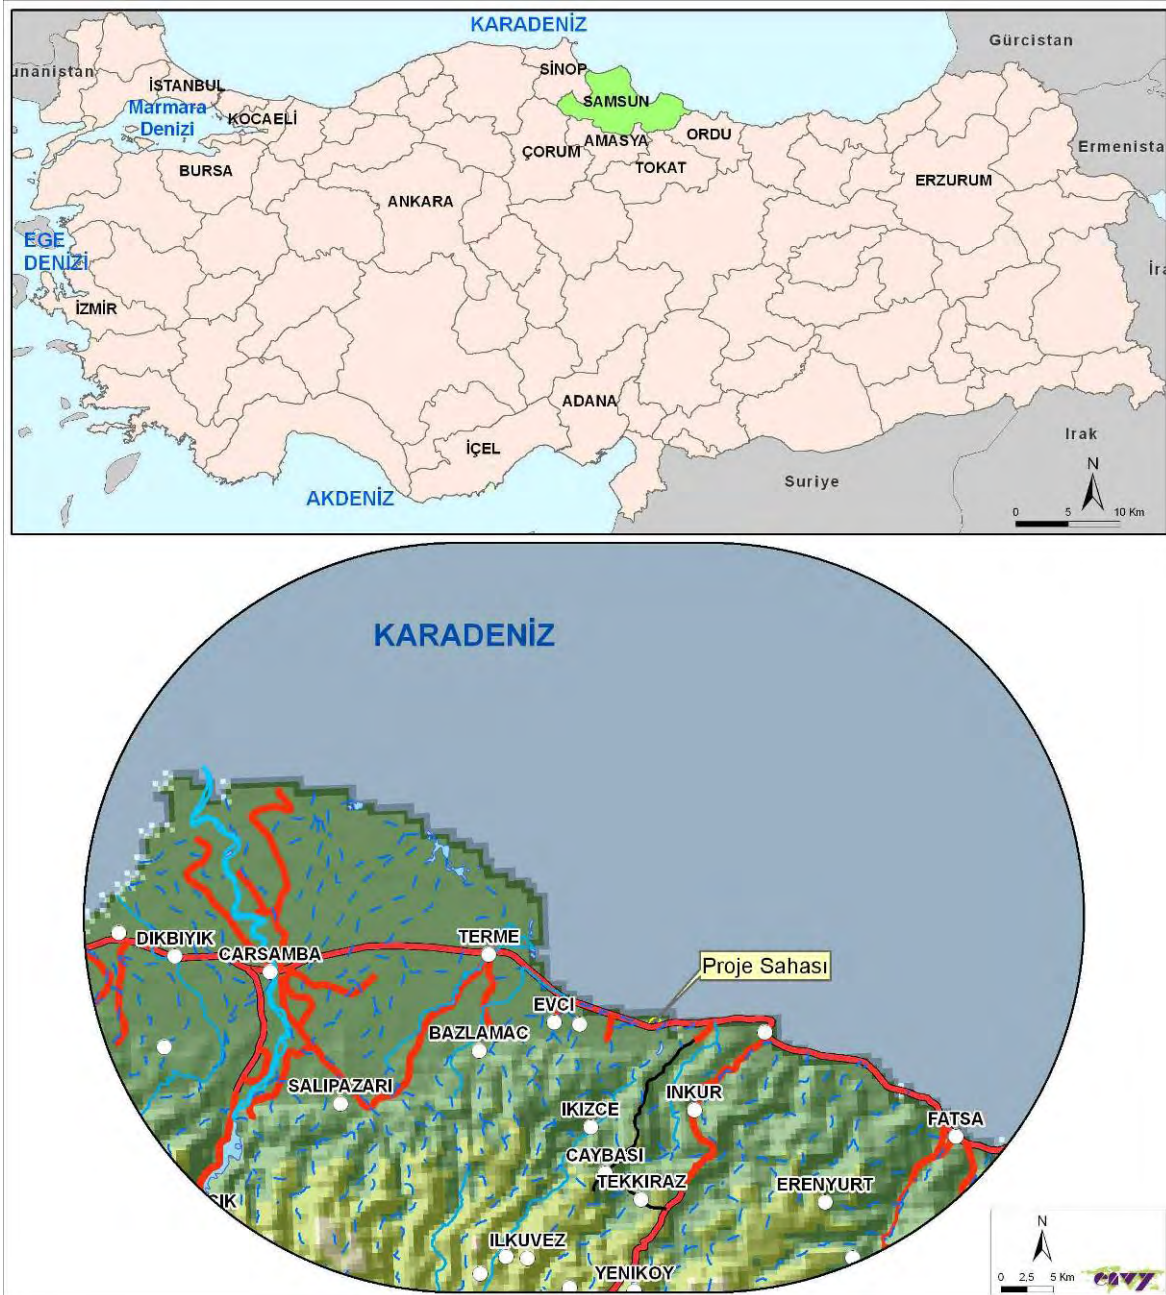 KARADENİZ
Gürcistan
unanistan
SİNOP
İSTANBUL
SAMSUN
Marmara
Denizi
KOCAELİ
ORDU
AMASYA
ÇORUM
Ermenista
TOKAT
BURSA
ERZURUM
ANKARA
EGE
DENİZİ
İra
İZMİR
ADANA
İÇEL
Irak
Suriye
AKDENİZ
N
0 5 10 Km
KARADENİZ
DIKBIYIK
TERME
CARSAMBA
Proje Sahası
EVCI
BAZLAMAC
SALIPAZARI
INKUR
IKIZCE
FATSA
CAYBASI
TEKKIRAZ
ERENYURT
SIK
ILKUVEZ
YENIKOY
N
0 2,5 5 Km